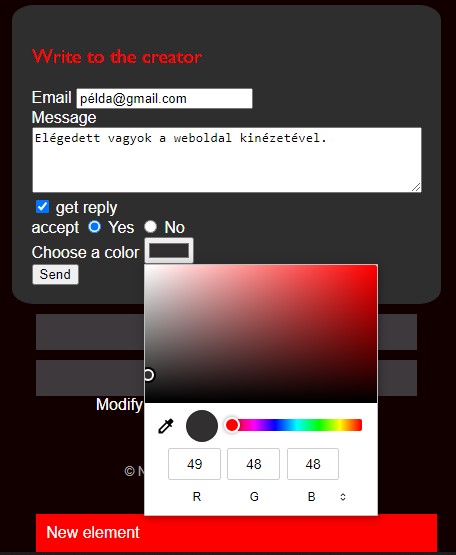 Write to the creator
Email példa@gmail.com
Message
Elégedett vagyok a weboldal kinézetével.
get reply
accept Yes No
Choose a color
Send
49 48 48
R G B
Modify
©
New element